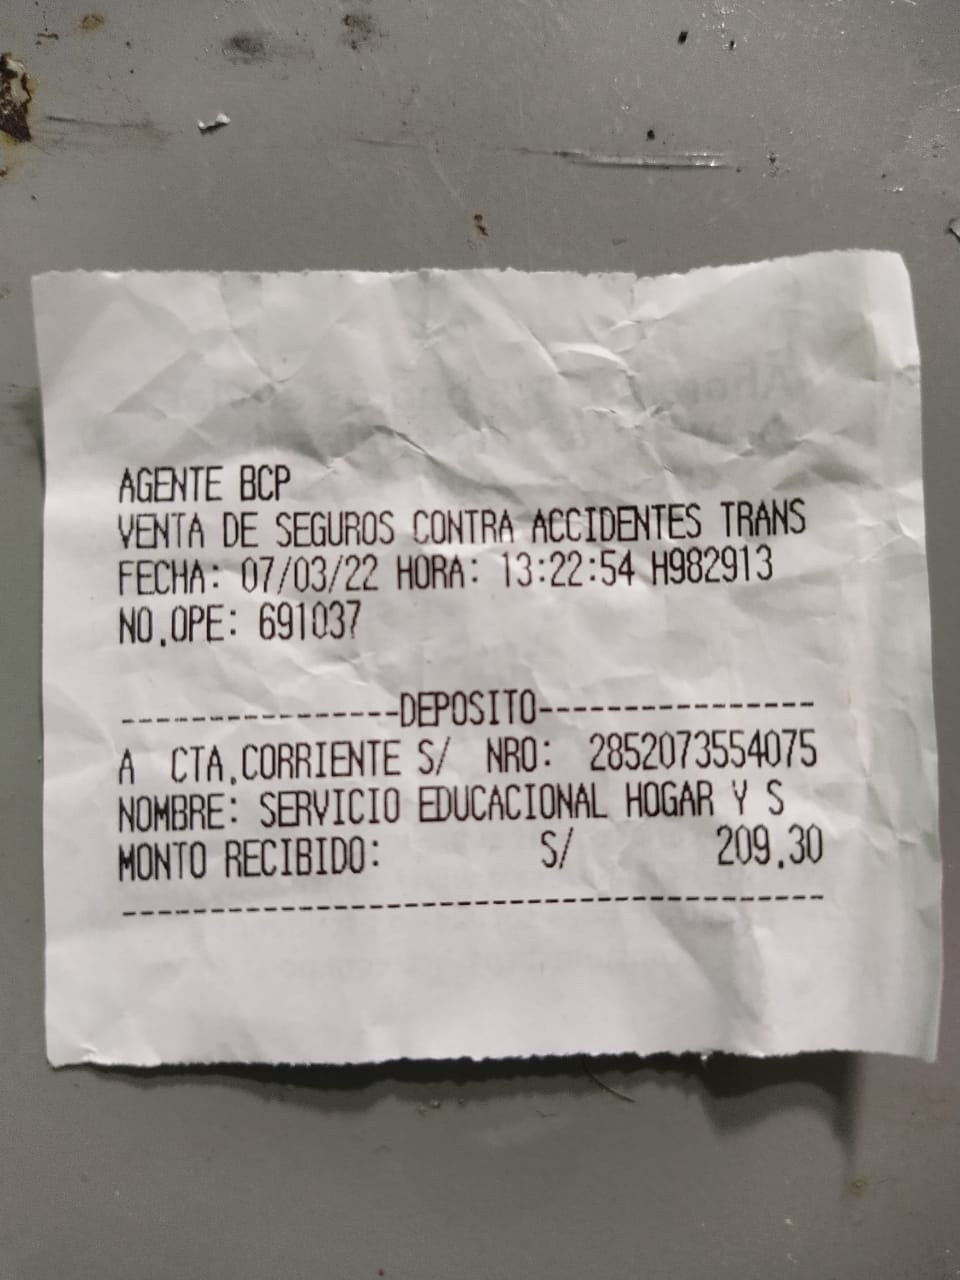 AGENTE BCP
VENTA DE SEGUROS CONTRA ACCIDENTES TRANS
FECHA: 07/03/22 HORA: 13:22:54 H982913
NO.OPE: 691037
----------------DEPOSITO----------------
A CTA.CORRIENTE S/ NRO: 2852073554075
NOMBRE: SERVICIO EDUCACIONAL HOGAR Y S
MONTO RECIBIDO: S/ 209.30
----------------------------------------